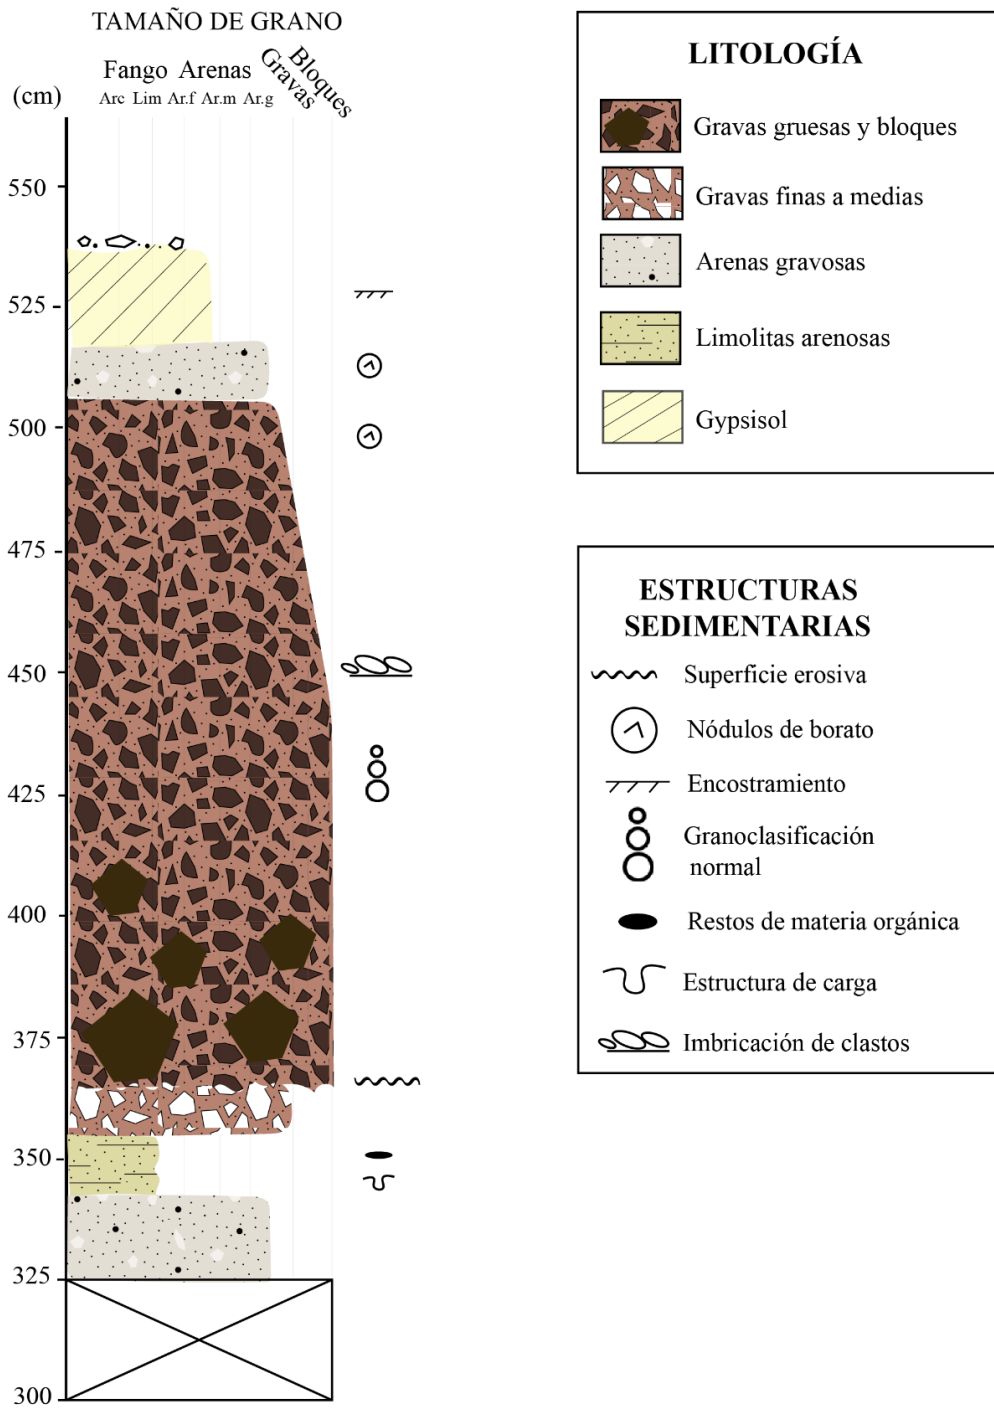 TAMAÑO DE GRANO
Fango Arenas Gravas Bloques
(cm) Arc Lim Ar.f Ar.m Ar.g
550
525
500
475
450
425
400
375
350
325
300
LITOLOGÍA
Gravas gruesas y bloques
Gravas finas a medias
Arenas gravosas
Limolitas arenosas
Gypsisol
ESTRUCTURAS
SEDIMENTARIAS
Superficie erosiva
Nódulos de borato
Encostramiento
Granoclasificación
normal
Restos de materia orgánica
Estructura de carga
Imbricación de clastos